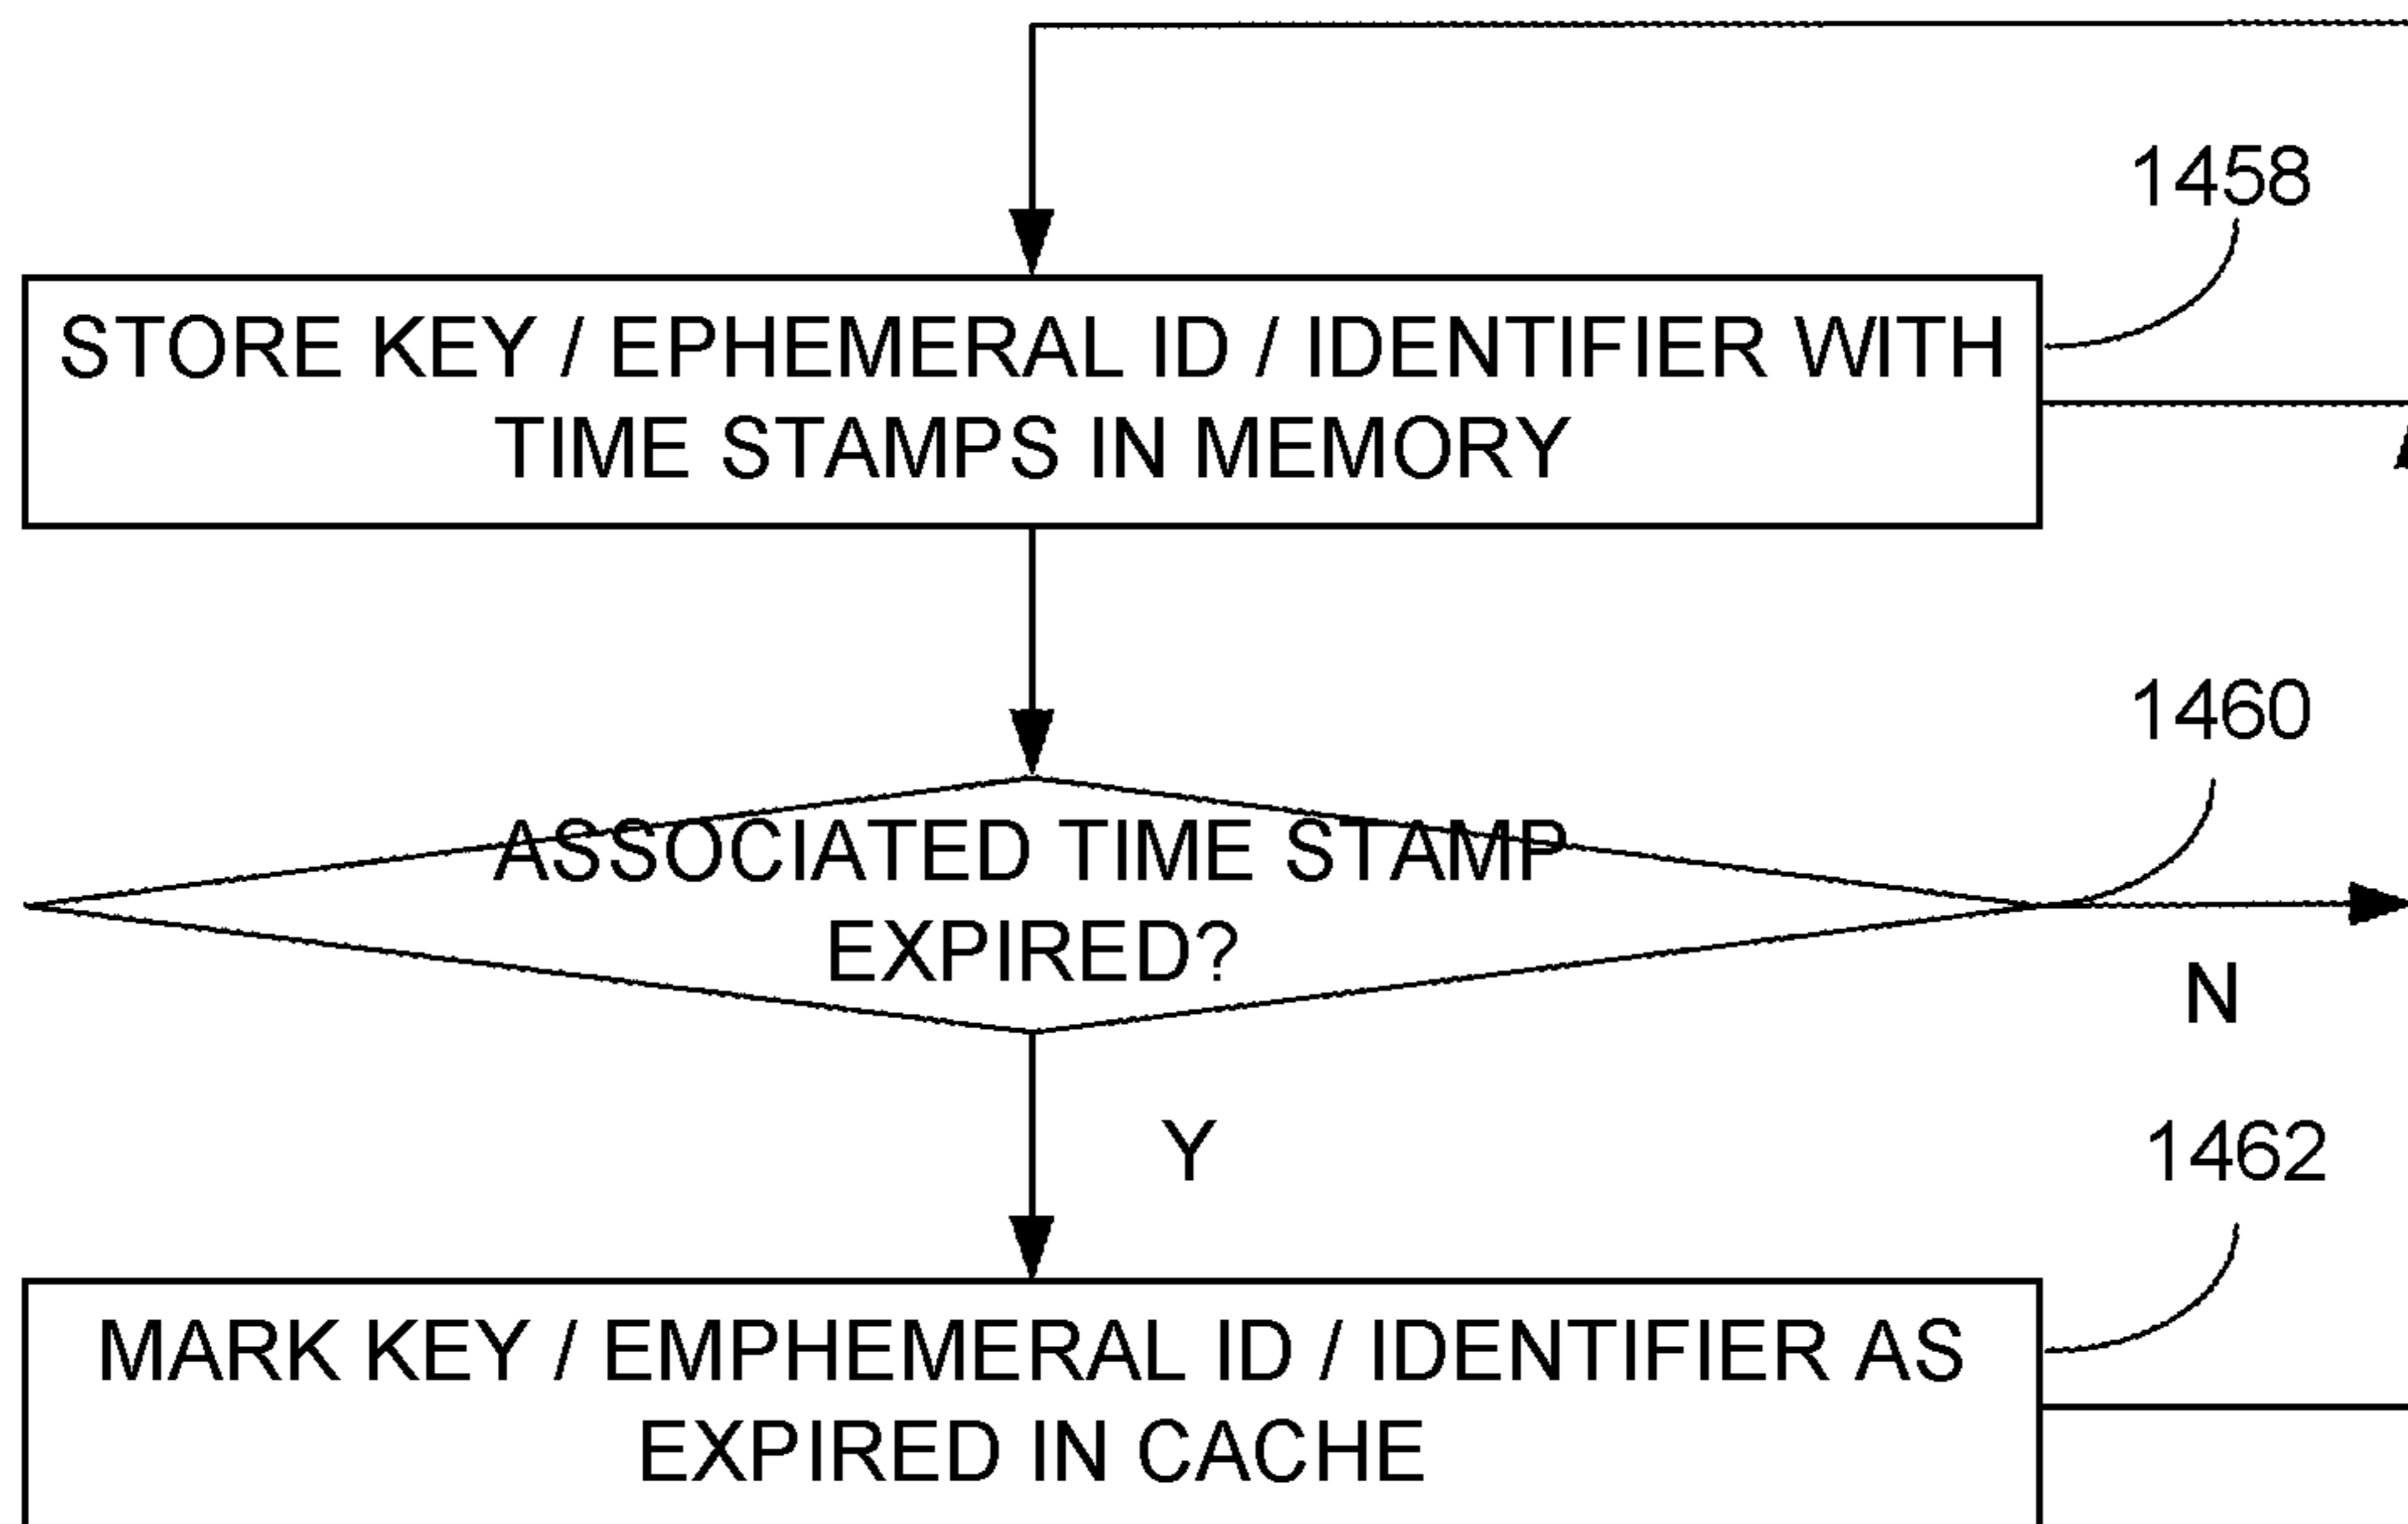 1458
STORE KEY / EPHEMERAL ID / IDENTIFIER WITH
TIME STAMPS IN MEMORY
1460
ASSOCIATED TIME STAMP
EXPIRED?
N
Y
1462
MARK KEY / EMPHEMERAL ID / IDENTIFIER AS
EXPIRED IN CACHE